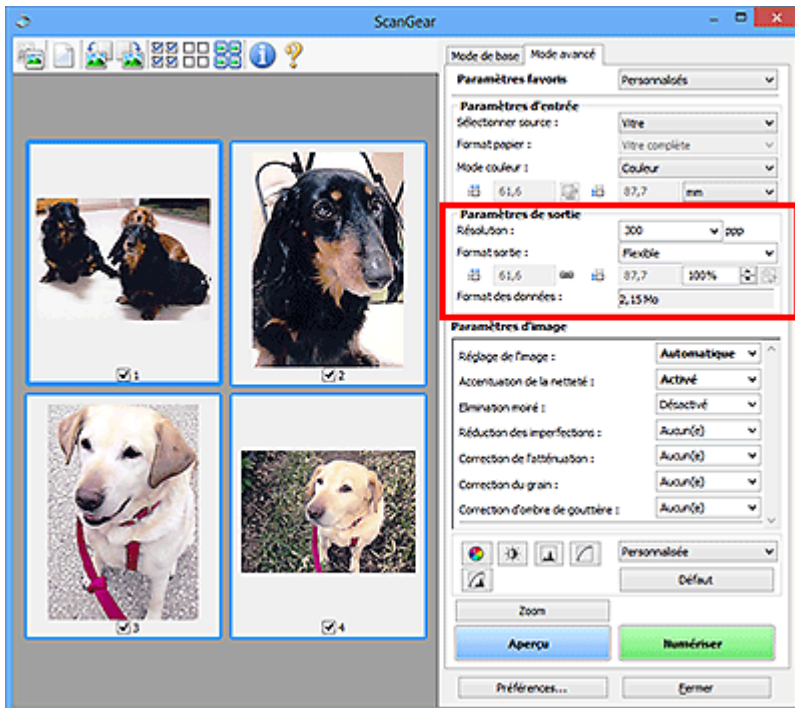 ScanGear
Mode de base Mode avancé
Paramètres favoris Personnalisés
Paramètres d'entrée
Sélectionner source : Vitre
Format papier : Vitre complète
Mode couleur : Couleur
61,6 87,7 mm
Paramètres de sortie
Résolution : 300 ppp
Format sortie : Flexible
61,6 87,7 100%
Format des données : 2,15 Mo
Paramètres d'image
Réglage de l'image : Automatique
Accentuation de la netteté : Activé
Elimination moiré : Désactivé
Réduction des imperfections : Aucun(e)
Correction de l'atténuation : Aucun(e)
Correction du grain : Aucun(e)
Correction d'ombre de gouttière : Aucun(e)
Personnalisée
Défaut
Zoom
Aperçu Numériser
Préférences... Fermer
1 2
3 4